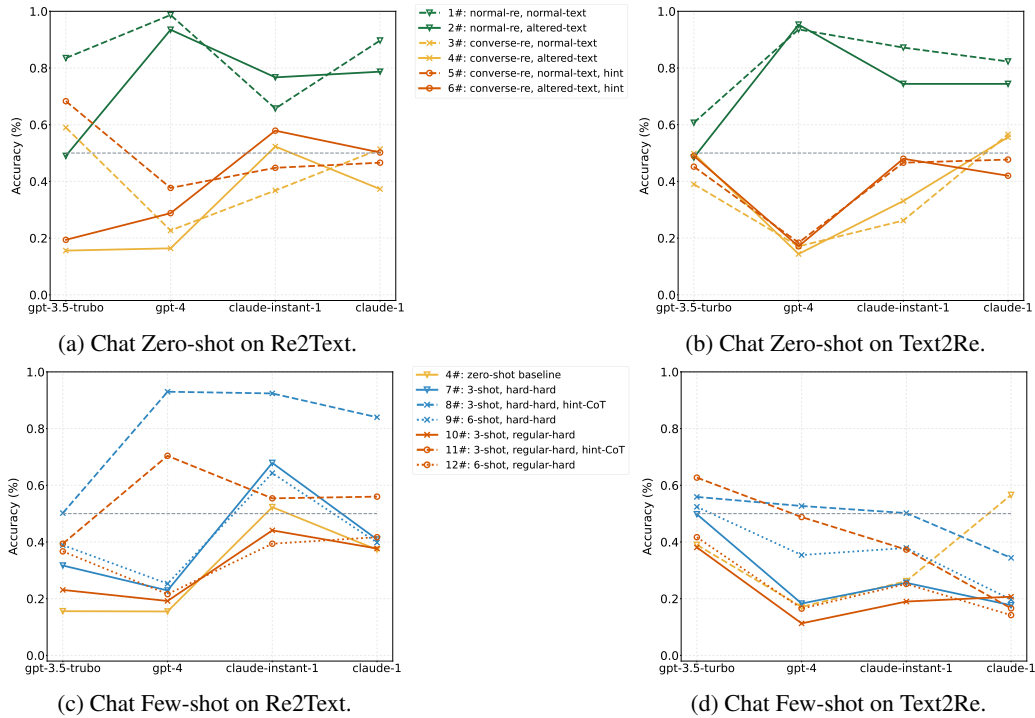 1.0
0.8
0.6
0.4
0.2
0.0
Accuracy (%)
gpt-3.5-trubo
gpt-4
claude-instant-1
claude-1
(a) Chat Zero-shot on Re2Text.
1#: normal-re, normal-text
2#: normal-re, altered-text
3#: converse-re, normal-text
4#: converse-re, altered-text
5#: converse-re, normal-text, hint
6#: converse-re, altered-text, hint
1.0
0.8
0.6
0.4
0.2
0.0
Accuracy (%)
gpt-3.5-trubo
gpt-4
claude-instant-1
claude-1
(b) Chat Zero-shot on Text2Re.
1.0
0.8
0.6
0.4
0.2
0.0
Accuracy (%)
gpt-3.5-trubo
gpt-4
claude-instant-1
claude-1
(c) Chat Few-shot on Re2Text.
4#: zero-shot baseline
7#: 3-shot, hard-hard
8#: 3-shot, hard-hard, hint-CoT
9#: 6-shot, hard-hard
10#: 3-shot, regular-hard
11#: 3-shot, regular-hard, hint-CoT
12#: 6-shot, regular-hard
1.0
0.8
0.6
0.4
0.2
0.0
Accuracy (%)
gpt-3.5-turbo
gpt-4
claude-instant-1
claude-1
(d) Chat Few-shot on Text2Re.